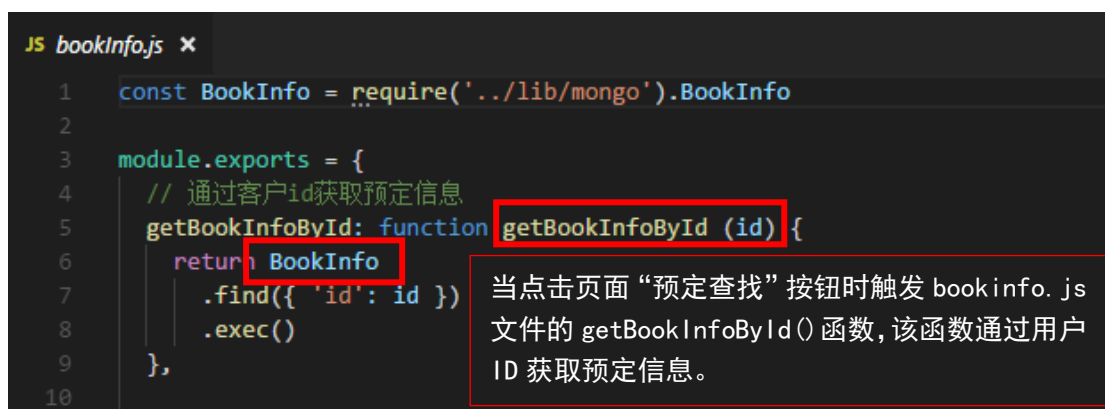 JS bookInfo.js ×
1 const BookInfo = require('../lib/mongo').BookInfo
2
3 module.exports = {
4 // 通过客户id获取预定信息
5 getBookInfoById: function getBookInfoById (id) {
6 return BookInfo
7 .find({ 'id': id })
8 .exec()
9 },
10
当点击页面“预定查找”按钮时触发 bookinfo.js
文件的 getBookInfoById()函数,该函数通过用户
ID 获取预定信息。